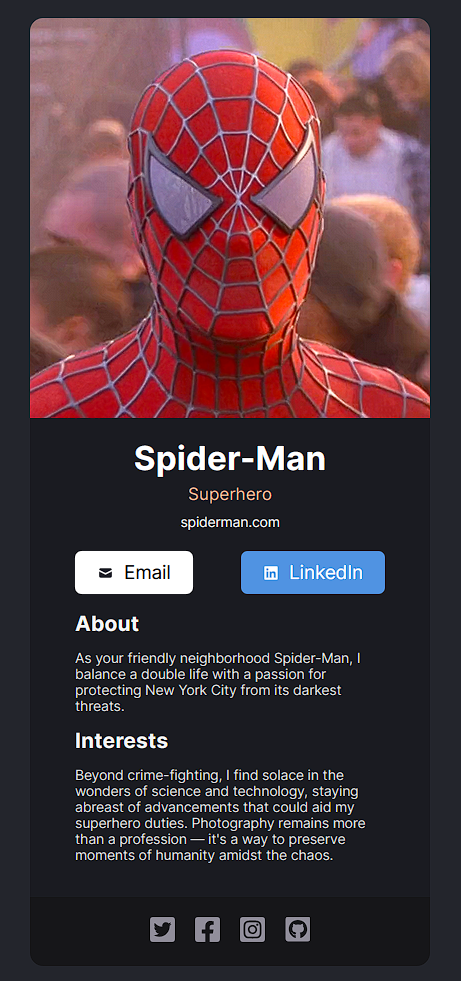 Spider-Man
Superhero
spiderman.com
Email
LinkedIn
About
As your friendly neighborhood Spider-Man, I
balance a double life with a passion for
protecting New York City from its darkest
threats.
Interests
Beyond crime-fighting, I find solace in the
wonders of science and technology, staying
abreast of advancements that could aid my
superhero duties. Photography remains more
than a profession — it's a way to preserve
moments of humanity amidst the chaos.